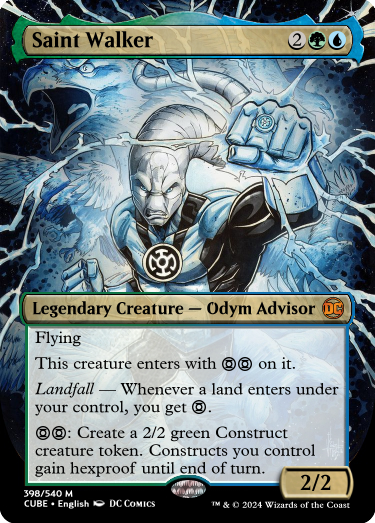 Saint Walker 2
Legendary Creature — Odym Advisor DC
Flying
This creature enters with on it.
Landfall — Whenever a land enters under
your control, you get .
: Create a 2/2 green Construct
creature token. Constructs you control
gain hexproof until end of turn.
2/2
398/540 M
CUBE • English DC Comics
™ & © 2024 Wizards of the Coast